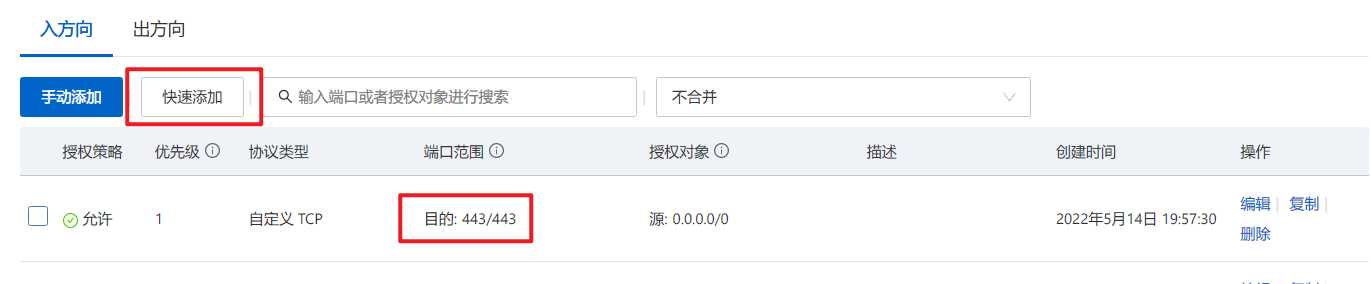 入方向 出方向
手动添加 快速添加 输入端口或者授权对象进行搜索 不合并
授权策略 优先级 协议类型 端口范围 授权对象 描述 创建时间 操作
允许 1 自定义 TCP 目的: 443/443 源: 0.0.0.0/0 2022年5月14日 19:57:30 编辑 复制
删除